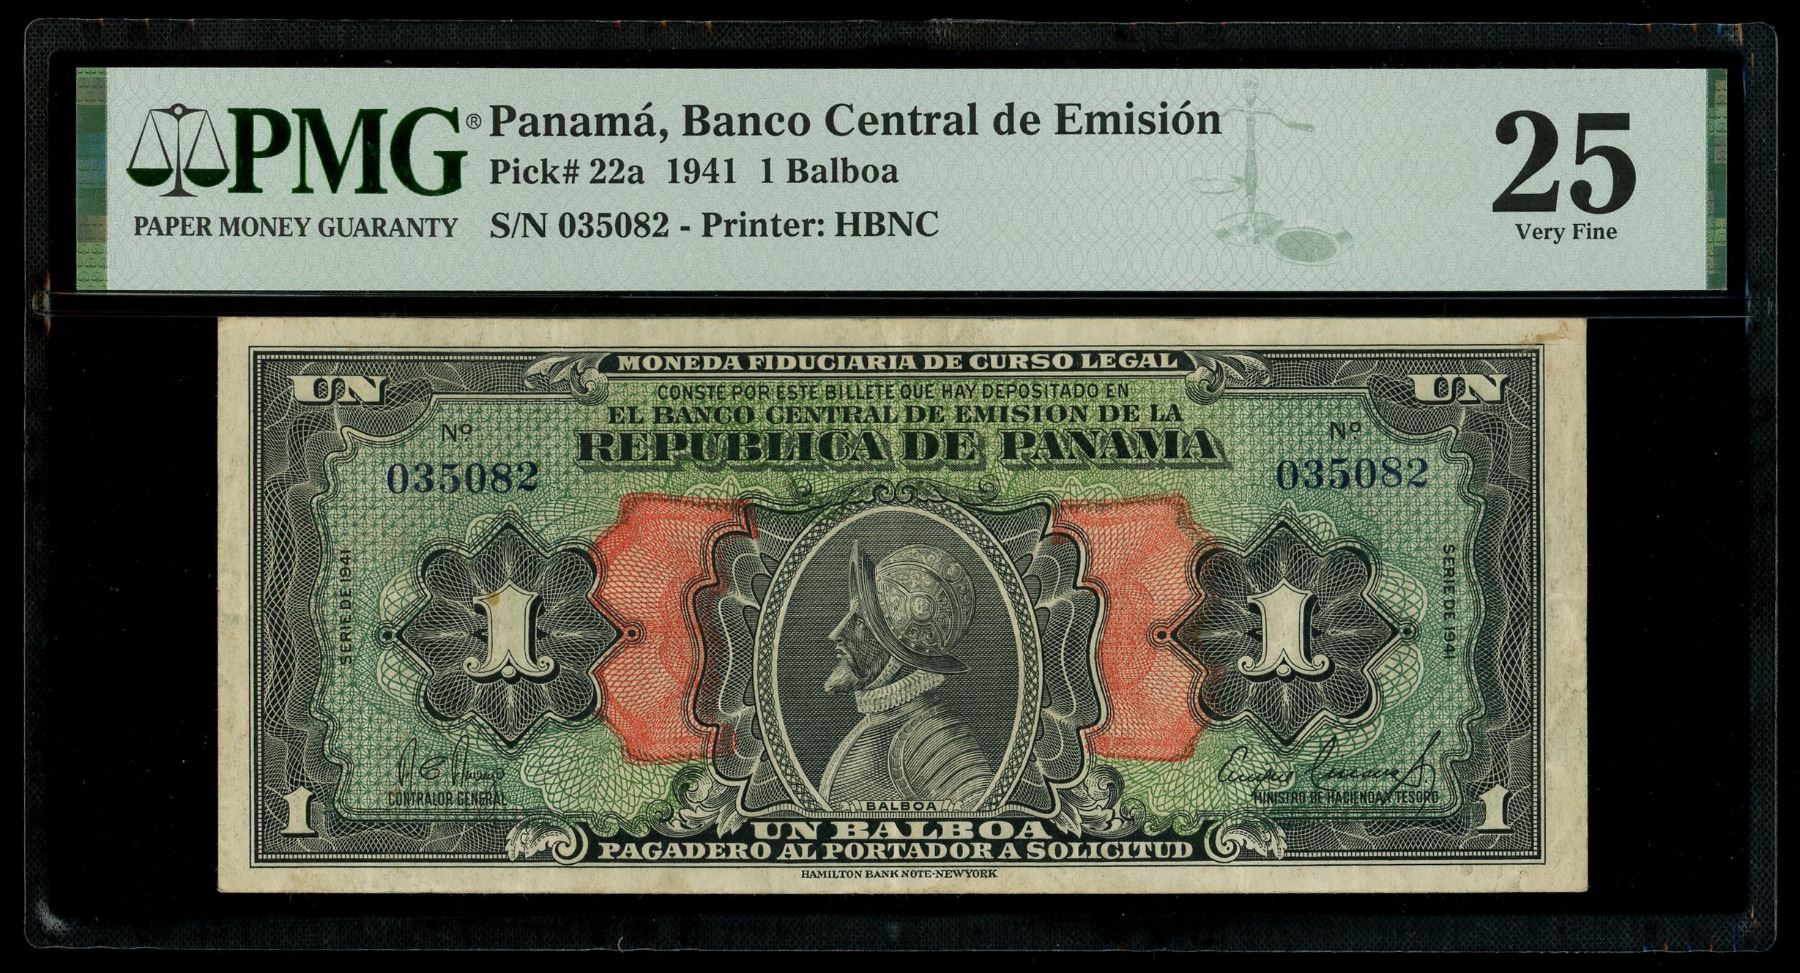 PMG® Panamá, Banco Central de Emisión
Pick# 22a 1941 1 Balboa
PAPER MONEY GUARANTY S/N 035082 - Printer: HBNC
25
Very Fine
MONEDA FIDUCIARIA DE CURSO LEGAL
UN UN
CONSTE POR ESTE BILLETE QUE HAY DEPOSITADO EN
EL BANCO CENTRAL DE EMISION DE LA
REPUBLICA DE PANAMA
Nº Nº
035082 035082
SERIE DE 1941
SERIE DE 1941
1 1
CONTRALOR GENERAL
MINISTRO DE HACIENDA Y TESORO
BALBOA
1 1
UN BALBOA
PAGADERO AL PORTADOR A SOLICITUD
HAMILTON BANK NOTE-NEW YORK